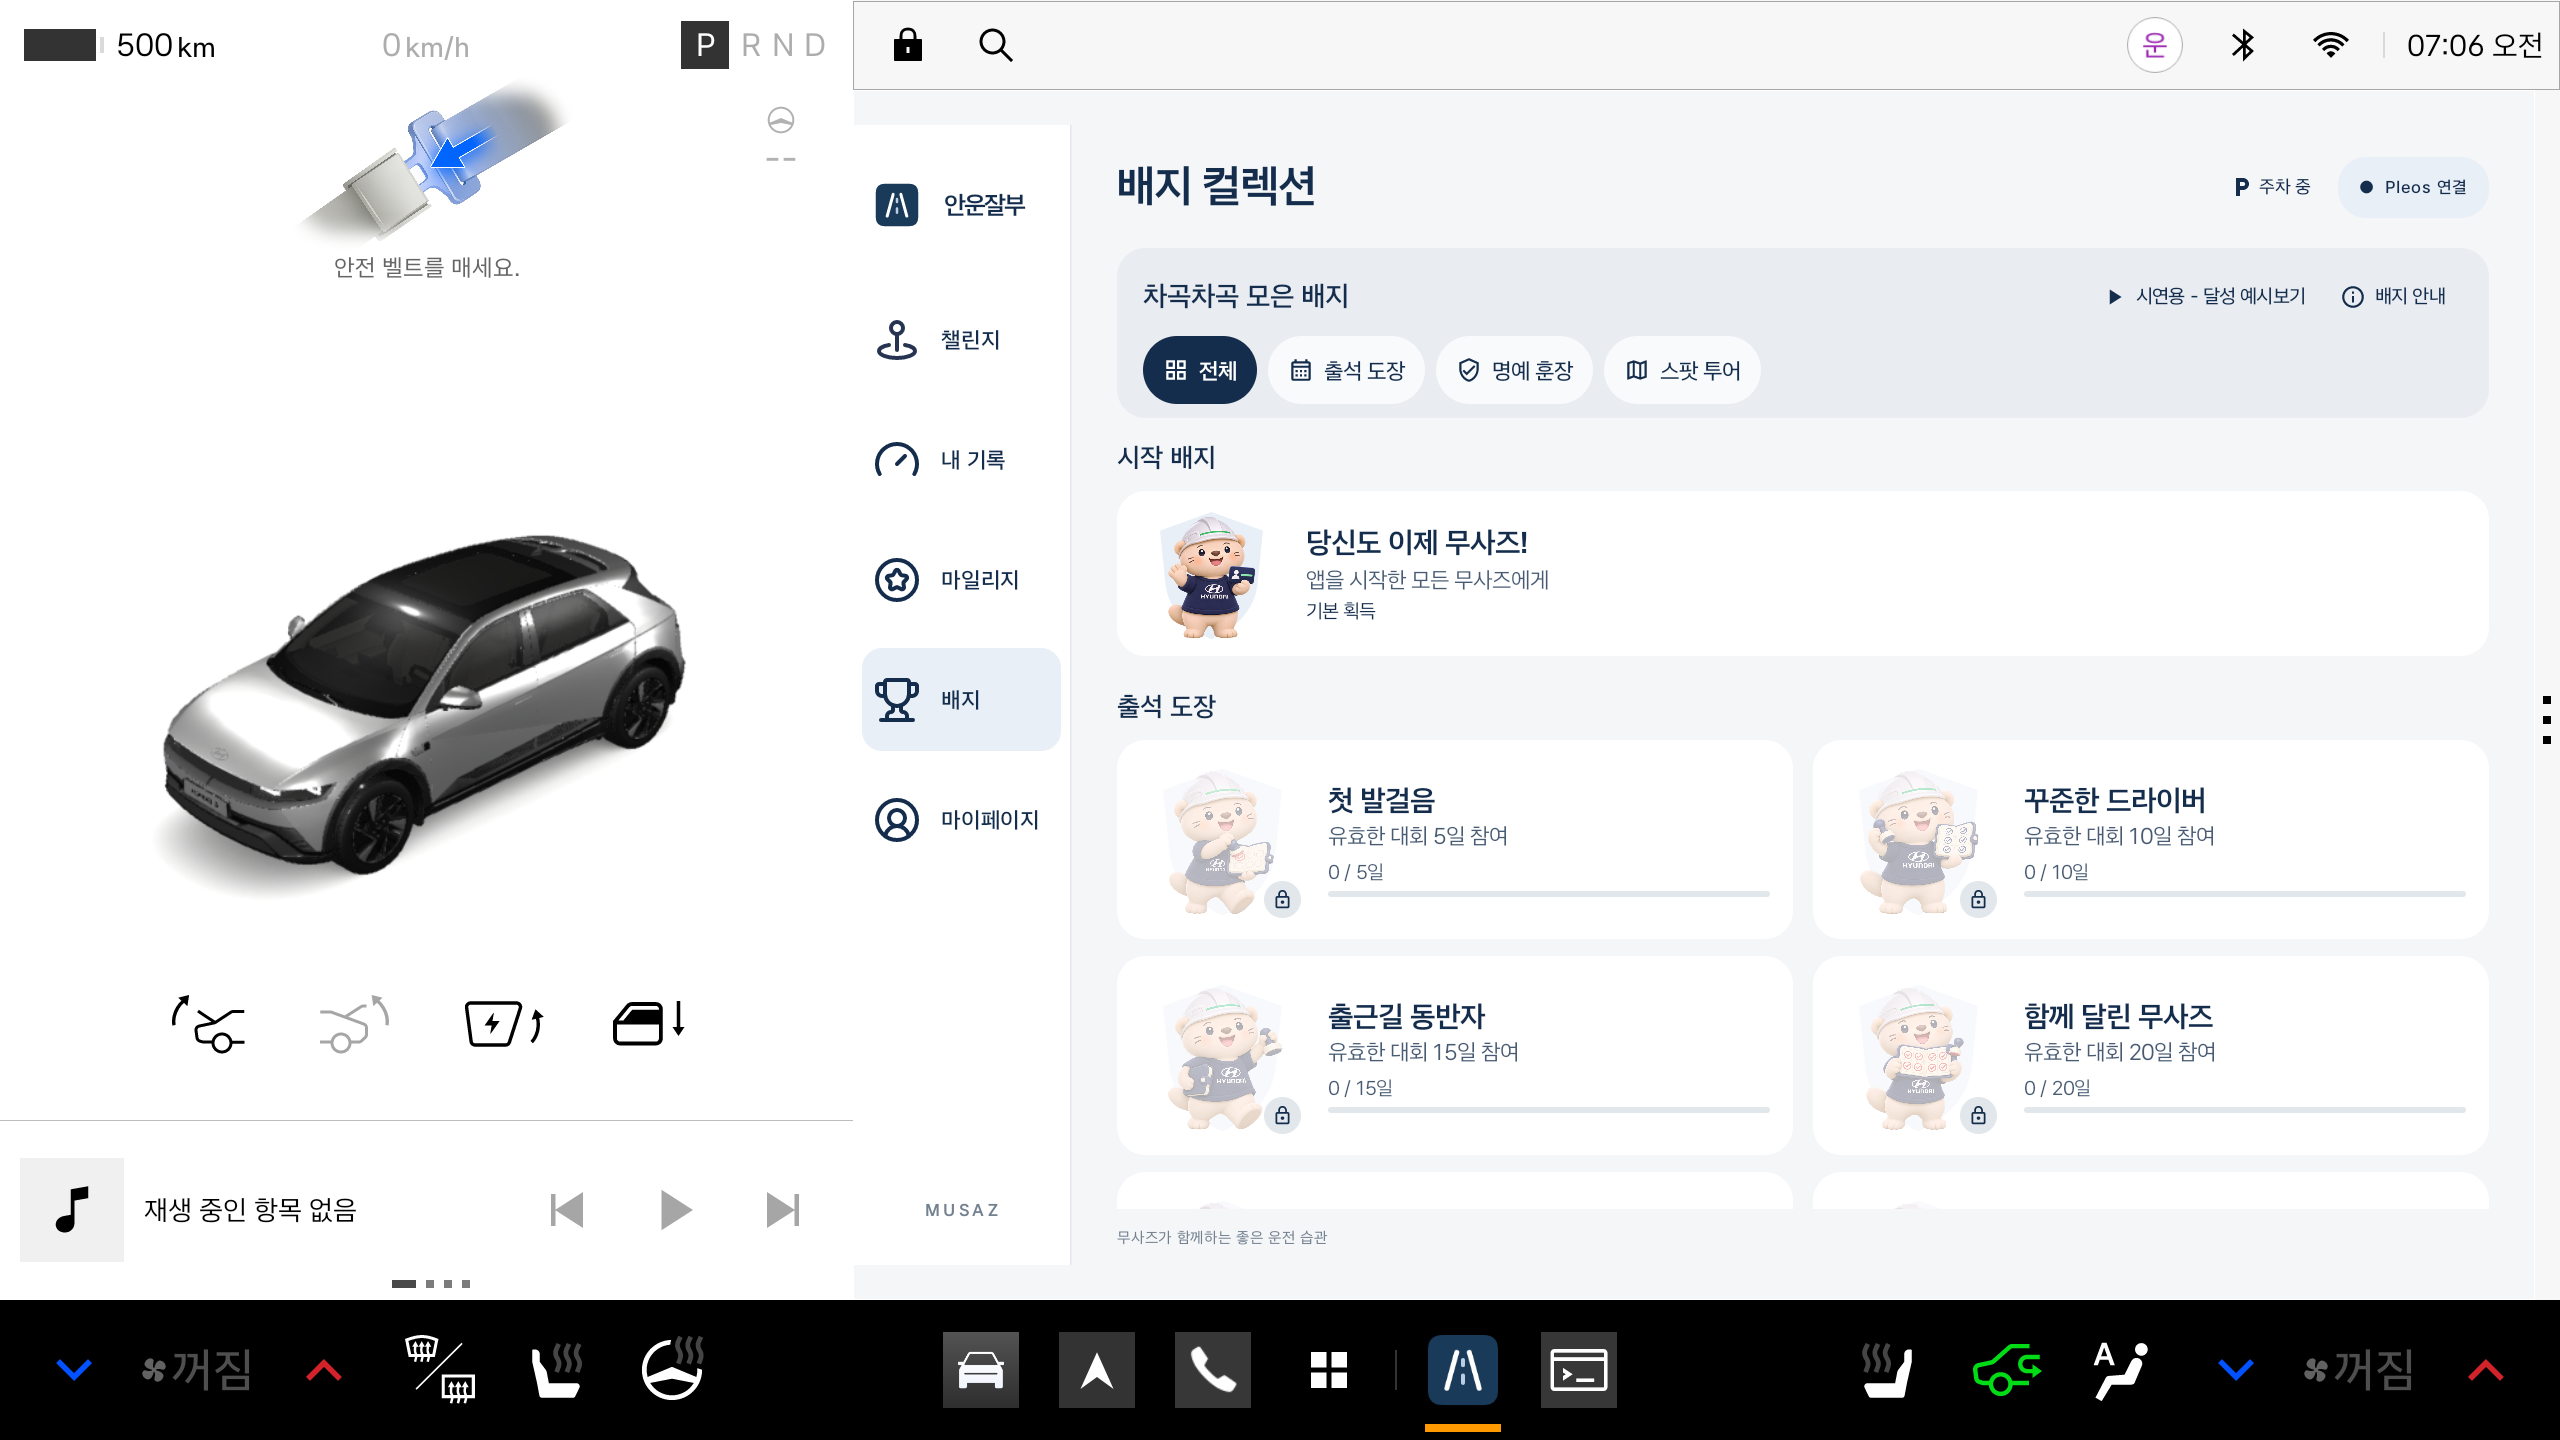 500 km
0 km/h
P R N D
운
07:06 오전
안전 벨트를 매세요.
안운잘부
챌린지
내 기록
마일리지
배지
마이페이지
MUSAZ
배지 컬렉션
P 주차 중
Pleos 연결
차곡차곡 모은 배지
시연용 - 달성 예시보기
배지 안내
전체
출석 도장
명예 훈장
스팟 투어
시작 배지
당신도 이제 무사즈!
앱을 시작한 모든 무사즈에게
기본 획득
HYUNDAI
출석 도장
첫 발걸음
유효한 대회 5일 참여
0 / 5일
꾸준한 드라이버
유효한 대회 10일 참여
0 / 10일
HYUNDAI
출근길 동반자
유효한 대회 15일 참여
0 / 15일
HYUNDAI
함께 달린 무사즈
유효한 대회 20일 참여
0 / 20일
HYUNDAI
무사즈가 함께하는 좋은 운전 습관
재생 중인 항목 없음
꺼짐
A
꺼짐